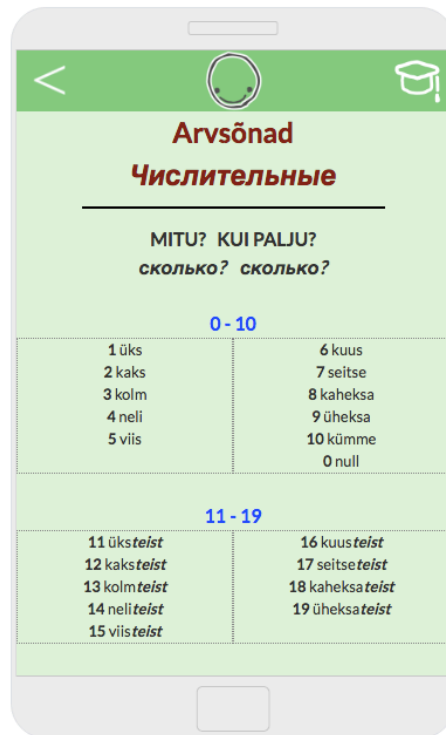 Arvsõnad
Числительные
MITU? KUI PALJU?
сколько? сколько?
0 - 10
1 üks
2 kaks
3 kolm
4 neli
5 viis
6 kuus
7 seitse
8 kaheksa
9 üheksa
10 kümme
0 null
11 - 19
11 üksteist
12 kaksteist
13 kolmteist
14 neliteist
15 viisteist
16 kuusteist
17 seitseteist
18 kaheksateist
19 üheksateist